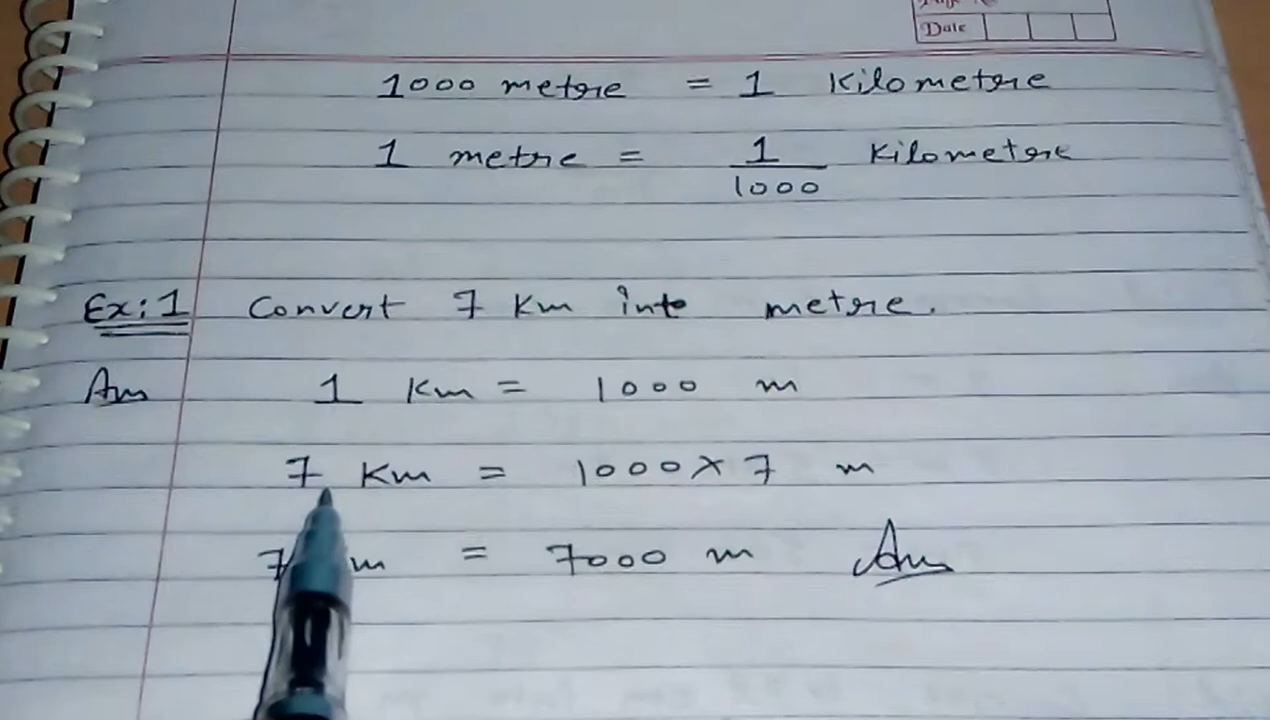 Date
1000 metre = 1 Kilometre
1 metre = 1/1000 Kilometre
Ex:1 Convert 7 Km into metre.
Ans 1 Km = 1000 m
7 Km = 1000 × 7 m
7 m = 7000 m Ans